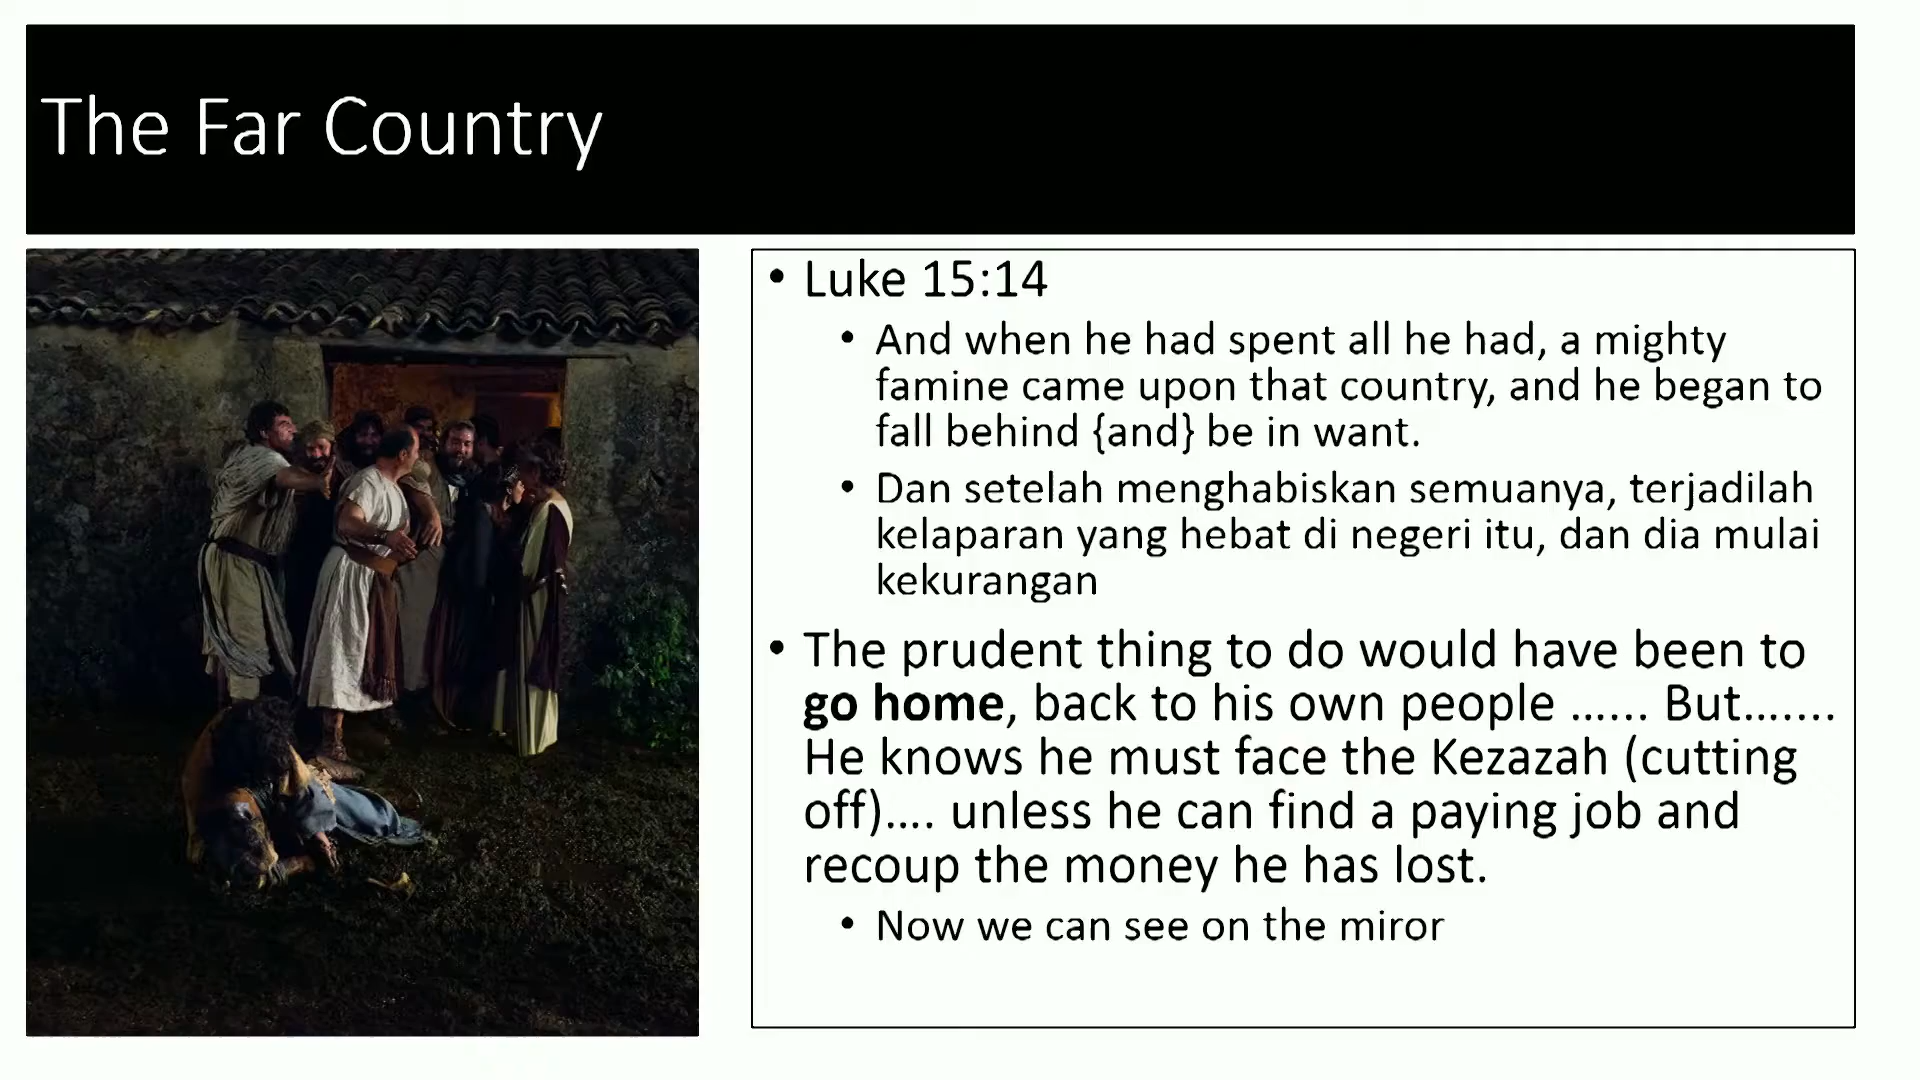 The Far Country
• Luke 15:14
• And when he had spent all he had, a mighty
famine came upon that country, and he began to
fall behind {and} be in want.
• Dan setelah menghabiskan semuanya, terjadilah
kelaparan yang hebat di negeri itu, dan dia mulai
kekurangan
• The prudent thing to do would have been to
go home, back to his own people ...... But.......
He knows he must face the Kezazah (cutting
off).... unless he can find a paying job and
recoup the money he has lost.
• Now we can see on the miror